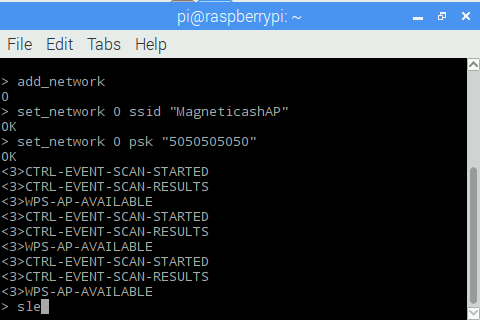 pi@raspberrypi: ~
File Edit Tabs Help
> add_network
0
> set_network 0 ssid "MagneticashAP"
OK
> set_network 0 psk "5050505050"
OK
<3>CTRL-EVENT-SCAN-STARTED
<3>CTRL-EVENT-SCAN-RESULTS
<3>WPS-AP-AVAILABLE
<3>CTRL-EVENT-SCAN-STARTED
<3>CTRL-EVENT-SCAN-RESULTS
<3>WPS-AP-AVAILABLE
<3>CTRL-EVENT-SCAN-STARTED
<3>CTRL-EVENT-SCAN-RESULTS
<3>WPS-AP-AVAILABLE
> sle